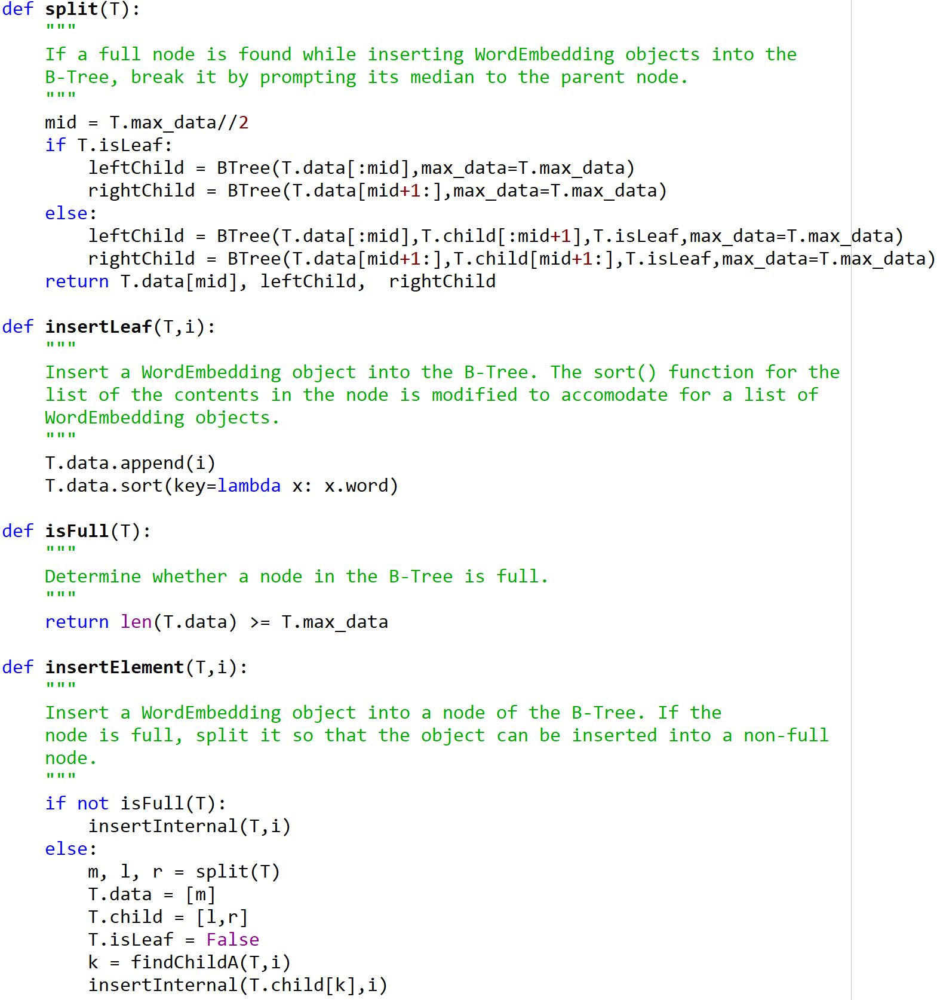 def split(T):
    """
    If a full node is found while inserting WordEmbedding objects into the
    B-Tree, break it by prompting its median to the parent node.
    """
    mid = T.max_data//2
    if T.isLeaf:
        leftChild = BTree(T.data[:mid],max_data=T.max_data)
        rightChild = BTree(T.data[mid+1:],max_data=T.max_data)
    else:
        leftChild = BTree(T.data[:mid],T.child[:mid+1],T.isLeaf,max_data=T.max_data)
        rightChild = BTree(T.data[mid+1:],T.child[mid+1:],T.isLeaf,max_data=T.max_data)
    return T.data[mid], leftChild,  rightChild

def insertLeaf(T,i):
    """
    Insert a WordEmbedding object into the B-Tree. The sort() function for the
    list of the contents in the node is modified to accomodate for a list of
    WordEmbedding objects.
    """
    T.data.append(i)
    T.data.sort(key=lambda x: x.word)

def isFull(T):
    """
    Determine whether a node in the B-Tree is full.
    """
    return len(T.data) >= T.max_data

def insertElement(T,i):
    """
    Insert a WordEmbedding object into a node of the B-Tree. If the
    node is full, split it so that the object can be inserted into a non-full
    node.
    """
    if not isFull(T):
        insertInternal(T,i)
    else:
        m, l, r = split(T)
        T.data = [m]
        T.child = [l,r]
        T.isLeaf = False
        k = findChildA(T,i)
        insertInternal(T.child[k],i)